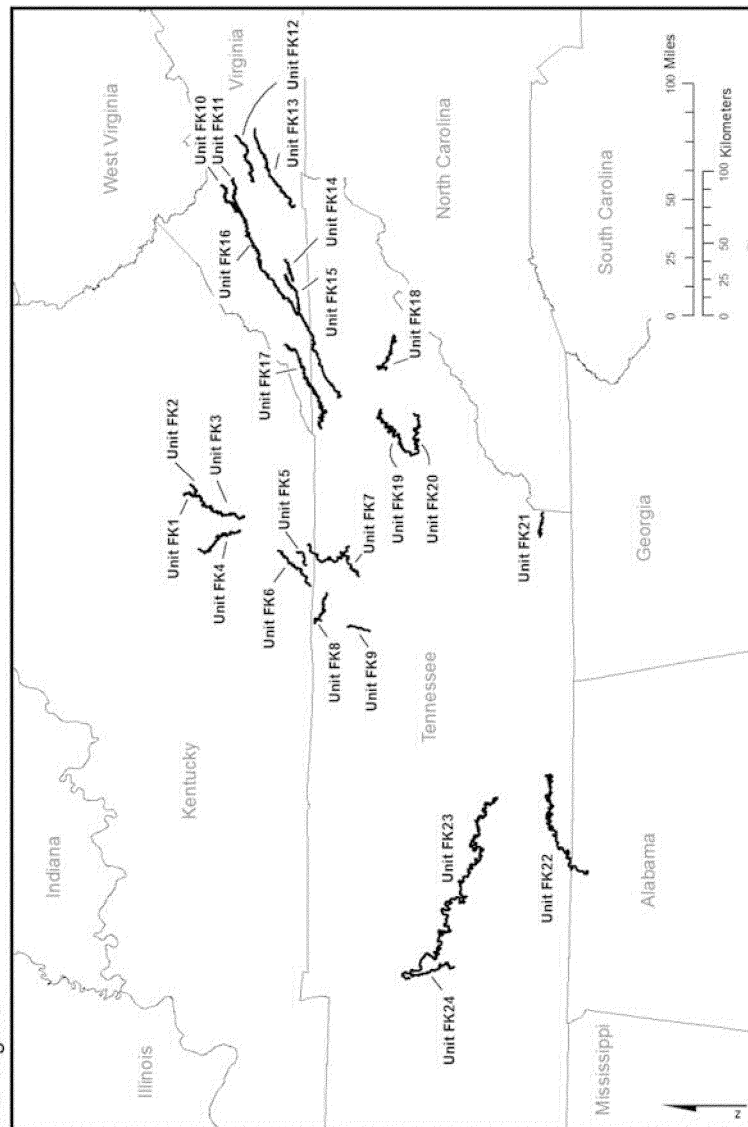 West Virginia
Virginia
Indiana
Illinois
Kentucky
Tennessee
North Carolina
South Carolina
Georgia
Alabama
Mississippi
Unit FK1
Unit FK2
Unit FK3
Unit FK4
Unit FK5
Unit FK6
Unit FK7
Unit FK8
Unit FK9
Unit FK10
Unit FK11
Unit FK12
Unit FK13
Unit FK14
Unit FK15
Unit FK16
Unit FK17
Unit FK18
Unit FK19
Unit FK20
Unit FK21
Unit FK22
Unit FK23
Unit FK24
0 25 50 100 Miles
0 25 50 100 Kilometers
N